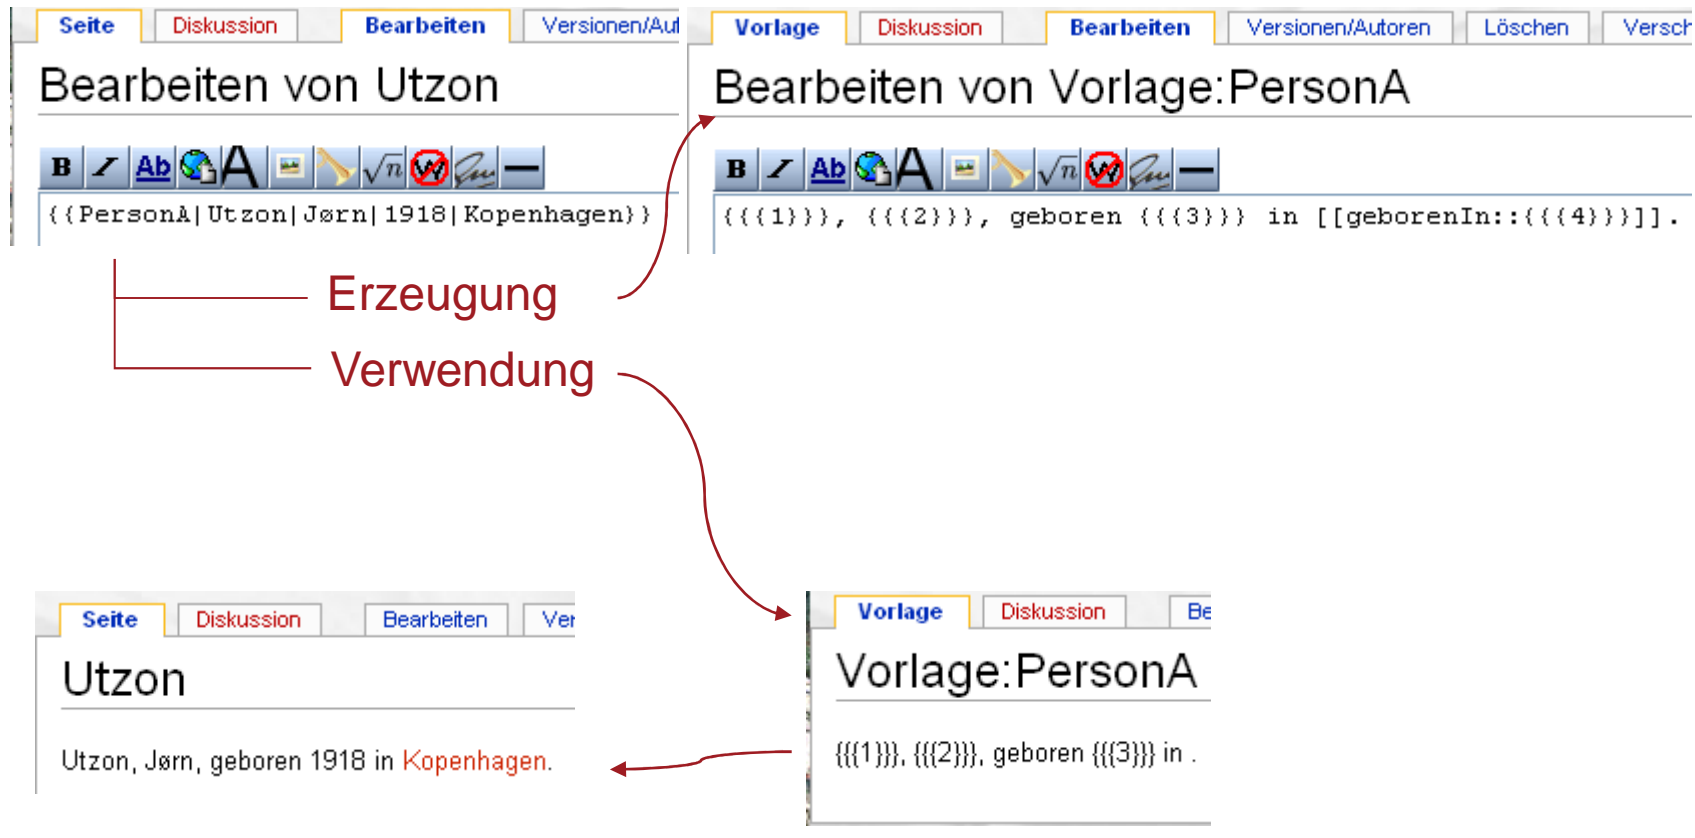 Seite Diskussion Bearbeiten Versionen/Aut
Bearbeiten von Utzon
B I Ab A √n W
{{PersonA|Utzon|Jørn|1918|Kopenhagen}}
Vorlage Diskussion Bearbeiten Versionen/Autoren Löschen Versch
Bearbeiten von Vorlage:PersonA
B I Ab A √n W
{{{1}}}, {{{2}}}, geboren {{{3}}} in [[geborenIn::{{{4}}}]].
Erzeugung
Verwendung
Seite Diskussion Bearbeiten Ver
Utzon
Utzon, Jørn, geboren 1918 in Kopenhagen.
Vorlage Diskussion Be
Vorlage:PersonA
{{{1}}}, {{{2}}}, geboren {{{3}}} in .